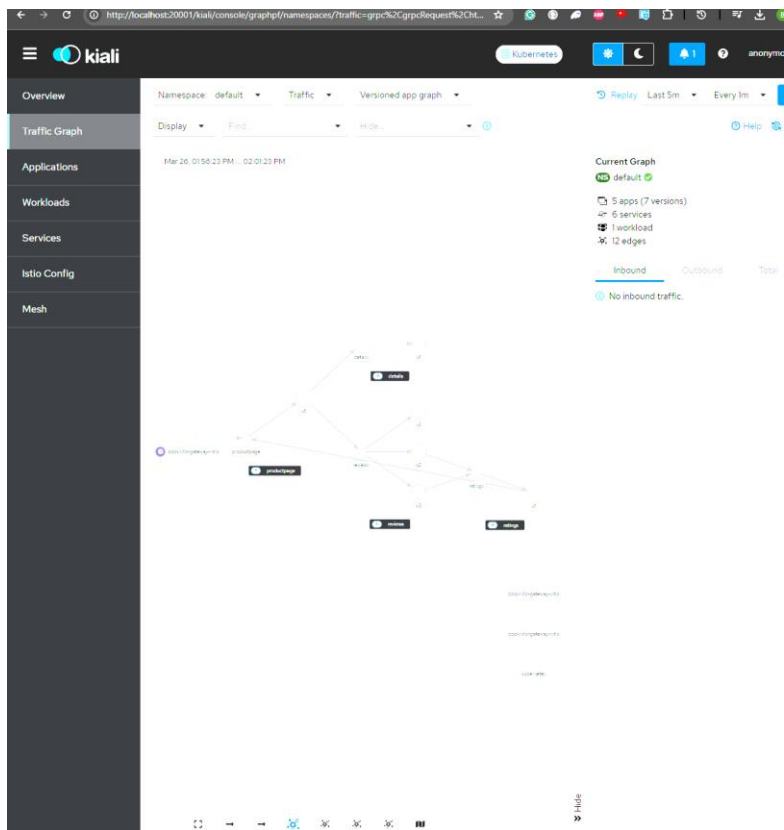 http://localhost:20001/kiali/console/graphpf/namespaces/?traffic=grpc%2CgrpcRequest%2Cht...
kiali
Kubernetes
1
anonymo
Overview
Traffic Graph
Applications
Workloads
Services
Istio Config
Mesh
Namespace: default
Traffic
Versioned app graph
Replay
Last 5m
Every 1m
Display
Find...
Hide...
Help
Mar 26, 01:56:23 PM ... 02:01:23 PM
Current Graph
NS default
5 apps (7 versions)
6 services
1 workload
12 edges
Inbound
Outbound
Total
No inbound traffic.
details
details
productpage
productpage
reviews
reviews
ratings
ratings
Hide